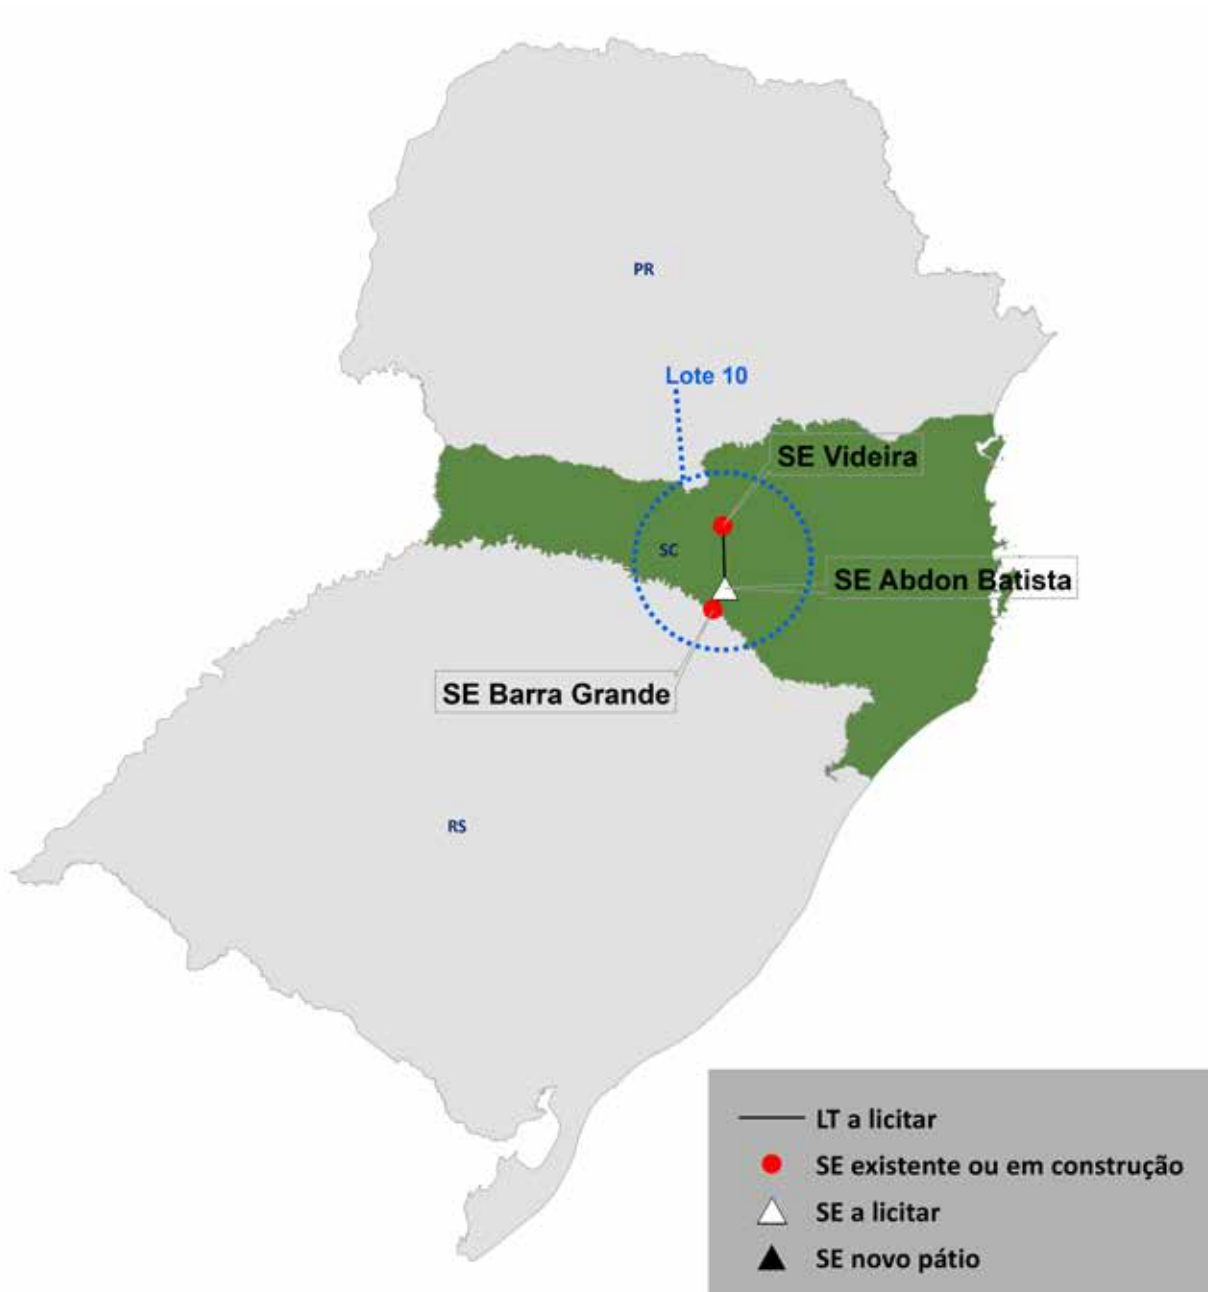 PR
Lote 10
SE Videira
SC
SE Abdon Batista
SE Barra Grande
RS
LT a licitar
SE existente ou em construção
SE a licitar
SE novo pátio